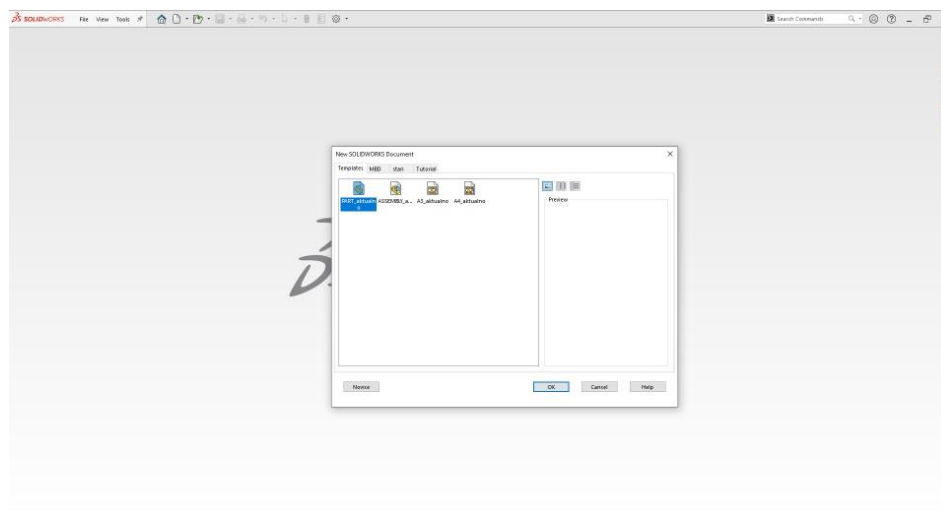 SOLIDWORKS File View Tools Search Commands
New SOLIDWORKS Document
Templates MBD stari Tutorial
PART_aktualno ASSEMBLY_a... A3_aktualno A4_aktualno
Preview
Novice OK Cancel Help